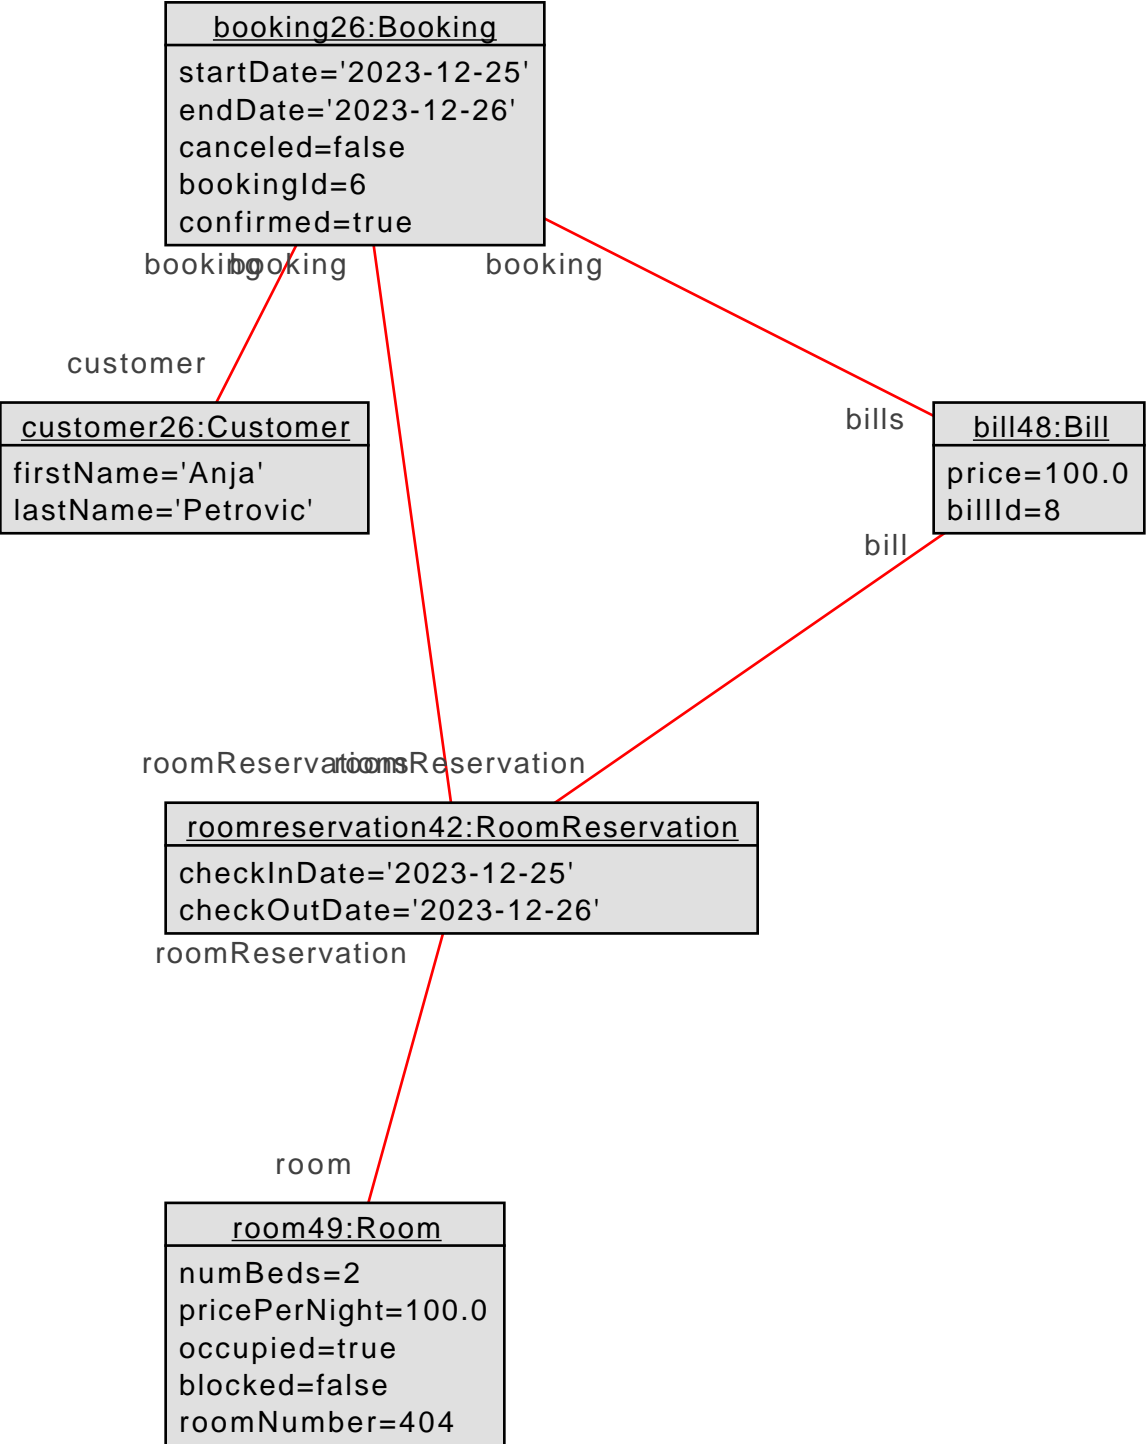 booking26:Booking
startDate='2023-12-25'
endDate='2023-12-26'
canceled=false
bookingId=6
confirmed=true
booking
booking
booking
customer
customer26:Customer
firstName='Anja'
lastName='Petrovic'
bills
bill48:Bill
price=100.0
billId=8
bill
roomReservations
roomReservation
roomreservation42:RoomReservation
checkInDate='2023-12-25'
checkOutDate='2023-12-26'
roomReservation
room
room49:Room
numBeds=2
pricePerNight=100.0
occupied=true
blocked=false
roomNumber=404